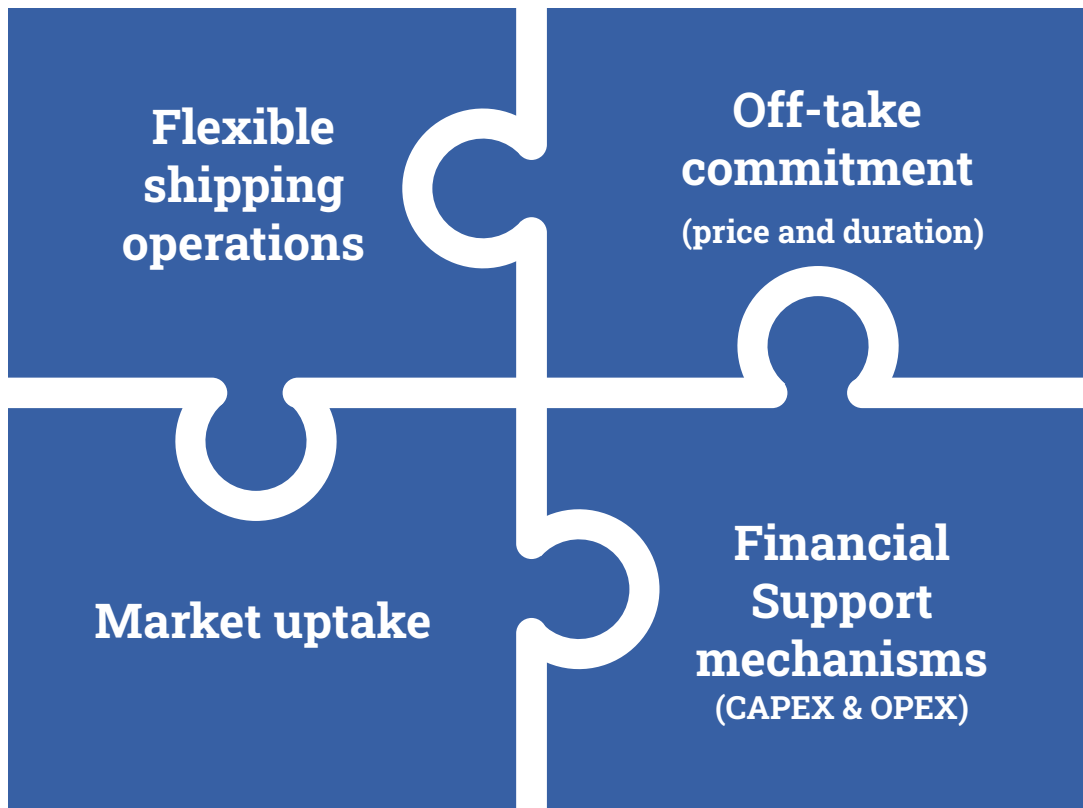 Flexible
shipping
operations
Off-take
commitment
(price and duration)
Market uptake
Financial
Support
mechanisms
(CAPEX & OPEX)